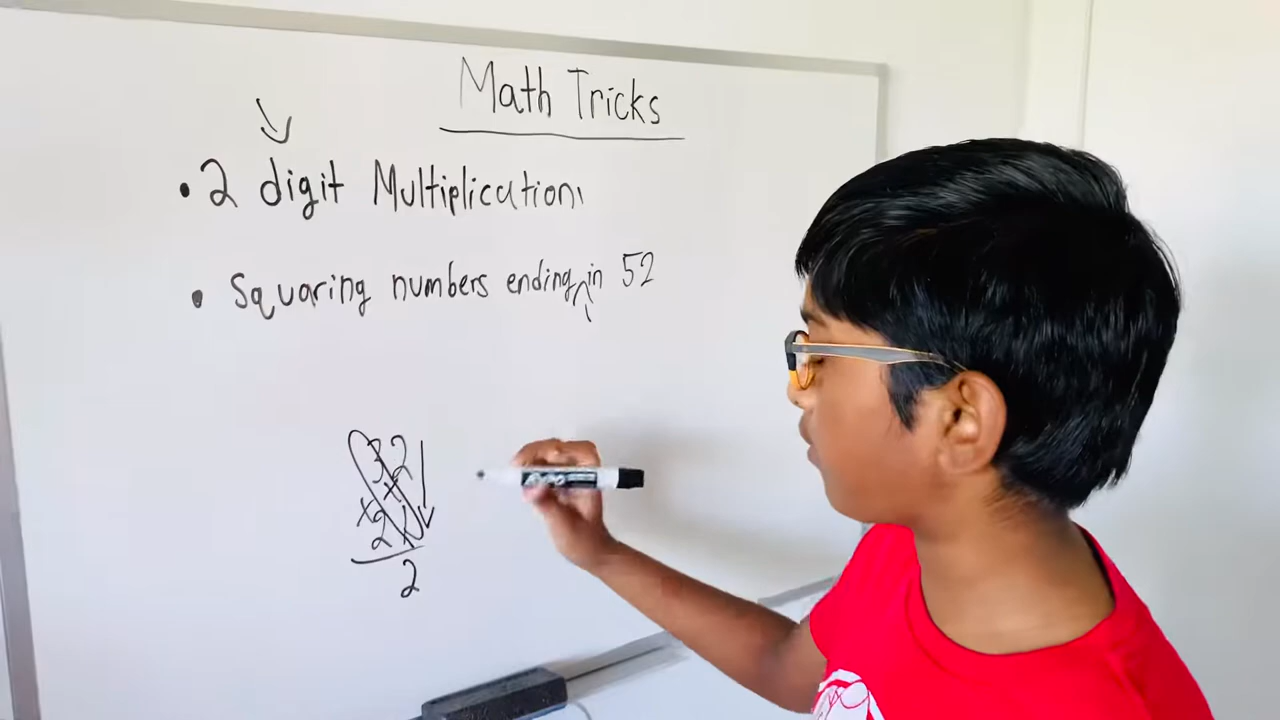 Math Tricks
• 2 digit Multiplication
• Squaring numbers ending in 52
32
×21
2